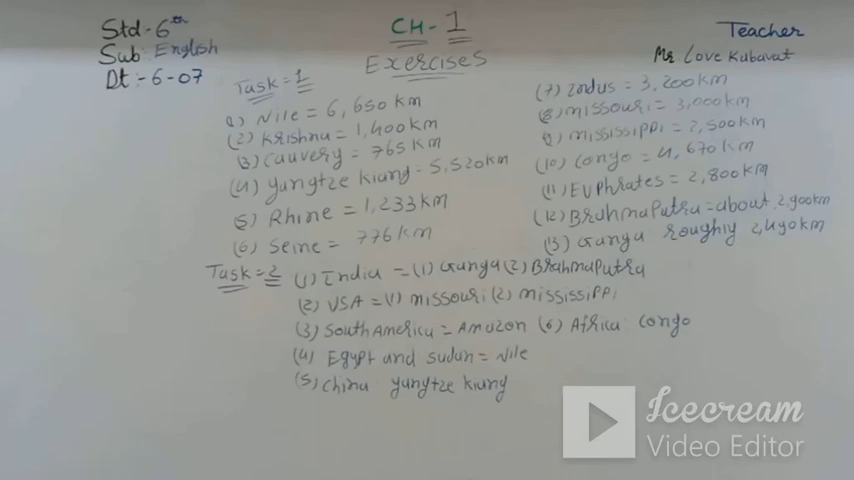 Std-6th
Sub: English
Dt:-6-07
CH-1
Exercises
Teacher
Mr Love Kubavat
Task=1
(1) Nile = 6,650 km
(2) Krishna = 1,400 km
(3) Cauvery = 765 km
(4) Yangtze kiang = 5,520 km
(5) Rhine = 1,233 km
(6) Seine = 776 km
(7) Indus = 3,200 km
(8) missouri = 3,000 km
(9) mississippi = 2,500 km
(10) Congo = 4,670 km
(11) Euphrates = 2,800 km
(12) Brahmaputra = about 2,900 km
(13) Ganga roughly 2,490 km
Task=2
(1) India = (1) Ganga (2) Brahmaputra
(2) USA = (1) missouri (2) mississippi
(3) South America = Amazon (6) Africa: Congo
(4) Egypt and sudan = Nile
(5) China yangtze kiang
Icecream
Video Editor